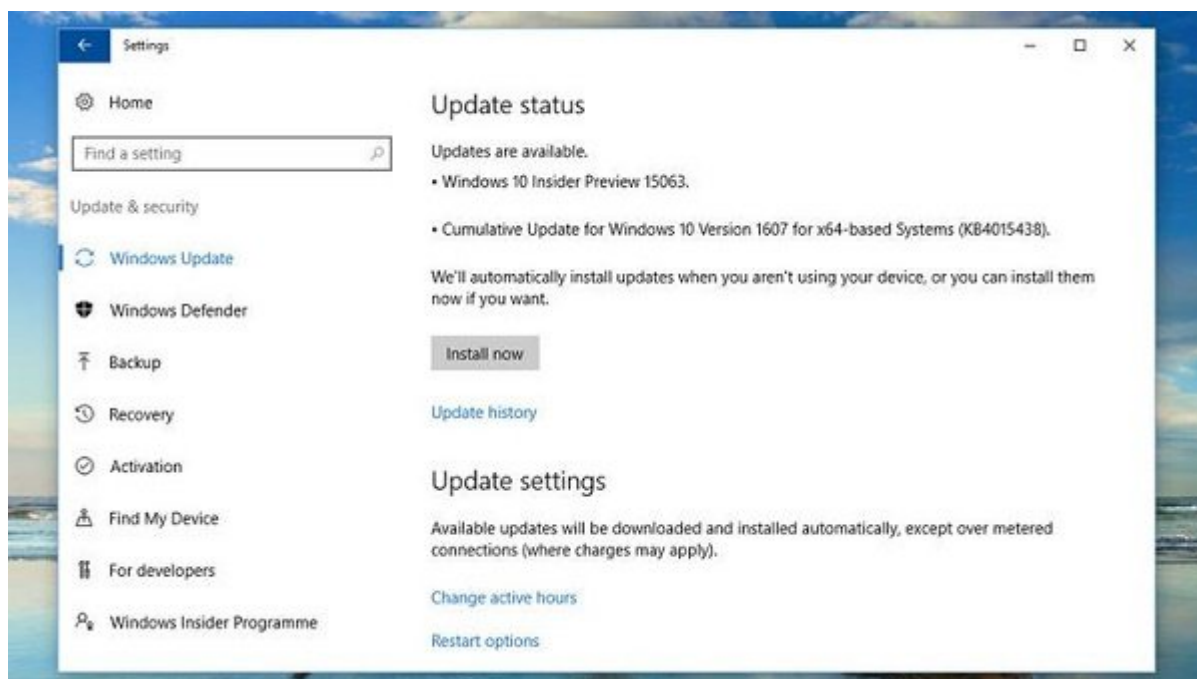 Settings
Home
Find a setting
Update & security
Windows Update
Windows Defender
Backup
Recovery
Activation
Find My Device
For developers
Windows Insider Programme
Update status
Updates are available.
• Windows 10 Insider Preview 15063.
• Cumulative Update for Windows 10 Version 1607 for x64-based Systems (KB4015438).
We'll automatically install updates when you aren't using your device, or you can install them
now if you want.
Install now
Update history
Update settings
Available updates will be downloaded and installed automatically, except over metered
connections (where charges may apply).
Change active hours
Restart options